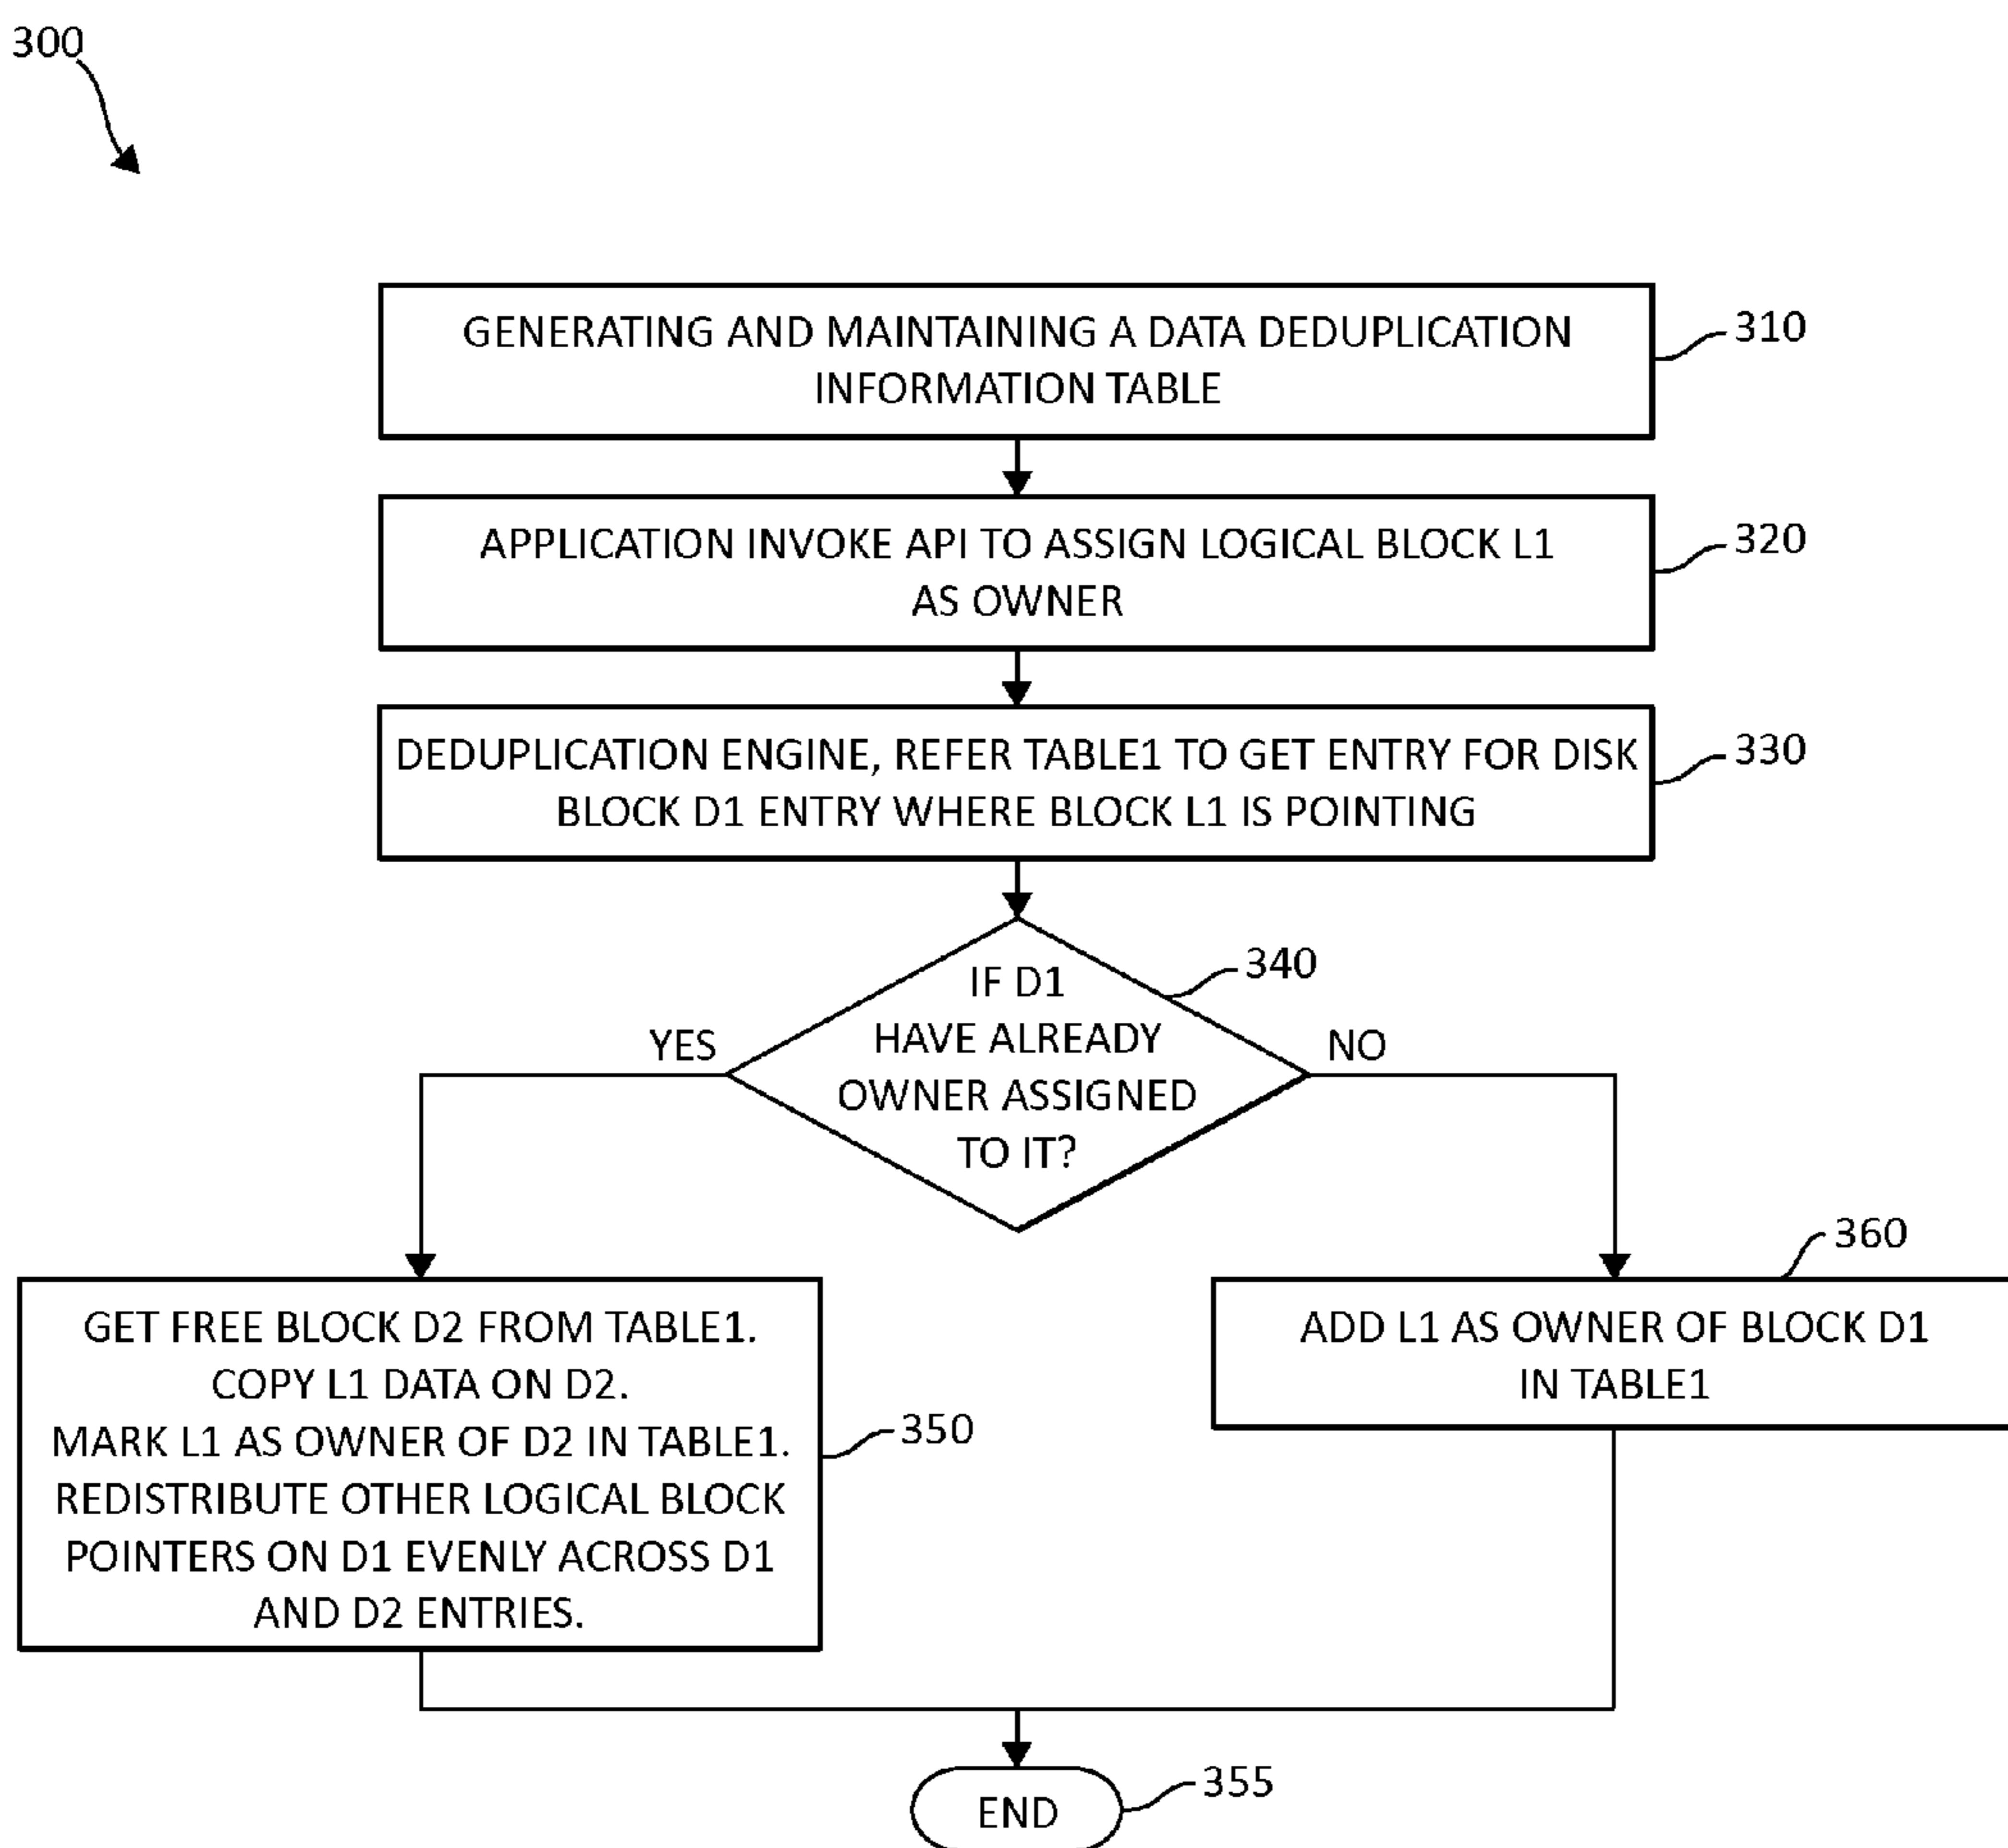 300
GENERATING AND MAINTAINING A DATA DEDUPLICATION
INFORMATION TABLE
310
APPLICATION INVOKE API TO ASSIGN LOGICAL BLOCK L1
AS OWNER
320
DEDUPLICATION ENGINE, REFER TABLE1 TO GET ENTRY FOR DISK
BLOCK D1 ENTRY WHERE BLOCK L1 IS POINTING
330
IF D1
HAVE ALREADY
OWNER ASSIGNED
TO IT?
340
YES
NO
GET FREE BLOCK D2 FROM TABLE1.
COPY L1 DATA ON D2.
MARK L1 AS OWNER OF D2 IN TABLE1.
REDISTRIBUTE OTHER LOGICAL BLOCK
POINTERS ON D1 EVENLY ACROSS D1
AND D2 ENTRIES.
350
360
ADD L1 AS OWNER OF BLOCK D1
IN TABLE1
END
355